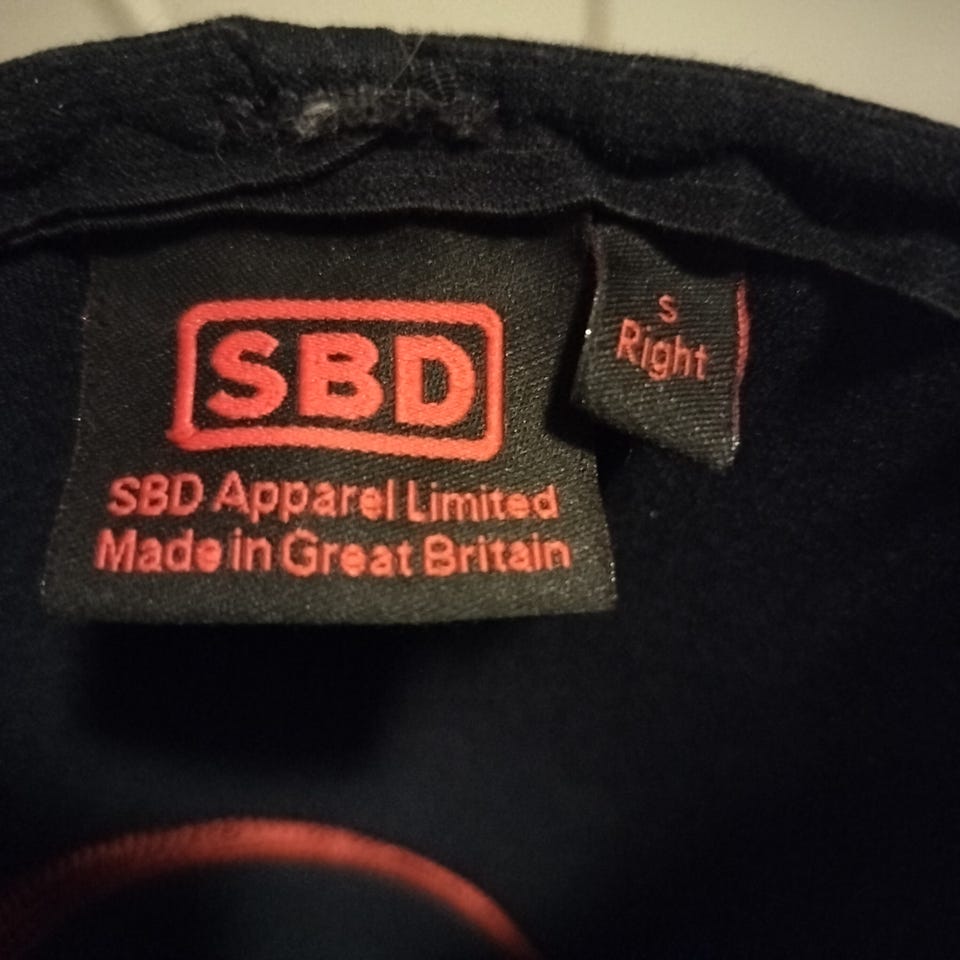 SBD
SBD Apparel Limited
Made in Great Britain
S
Right